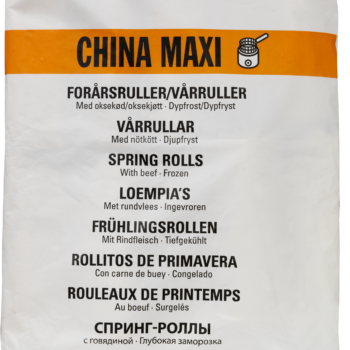 CHINA MAXI
FORÅRSRULLER/VÅRRULLER
Med oksekød/oksekjøtt · Dypfrost/Dypfryst
VÅRRULLAR
Med nötkött · Djupfryst
SPRING ROLLS
With beef · Frozen
LOEMPIA'S
Met rundvlees · Ingevroren
FRÜHLINGSROLLEN
Mit Rindfleisch · Tiefgekühlt
ROLLITOS DE PRIMAVERA
Con carne de buey · Congelado
ROULEAUX DE PRINTEMPS
Au boeuf · Surgelés
СПРИНГ-РОЛЛЫ
с говядиной · Глубокая заморозка